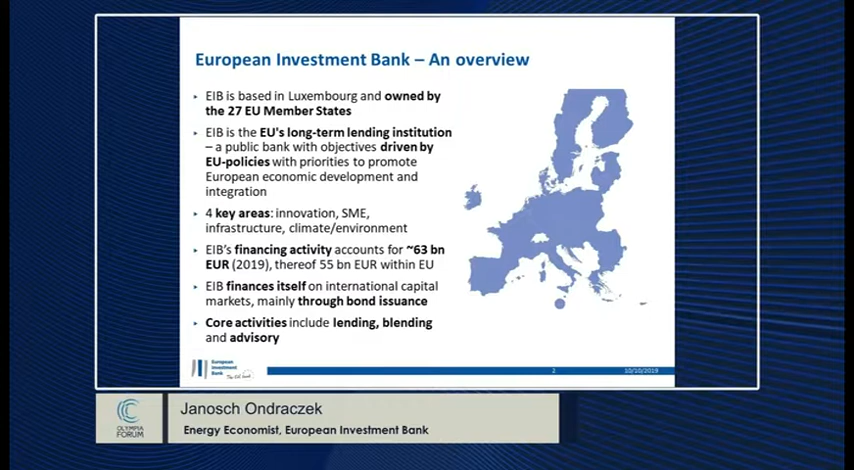 European Investment Bank – An overview
▸ EIB is based in Luxembourg and owned by
the 27 EU Member States
▸ EIB is the EU's long-term lending institution
– a public bank with objectives driven by
EU-policies with priorities to promote
European economic development and
integration
▸ 4 key areas: innovation, SME,
infrastructure, climate/environment
▸ EIB's financing activity accounts for ~63 bn
EUR (2019), thereof 55 bn EUR within EU
▸ EIB finances itself on international capital
markets, mainly through bond issuance
▸ Core activities include lending, blending
and advisory
European
Investment
Bank The EU bank
2 10/10/2019
OLYMPIA
FORUM
Janosch Ondraczek
Energy Economist, European Investment Bank